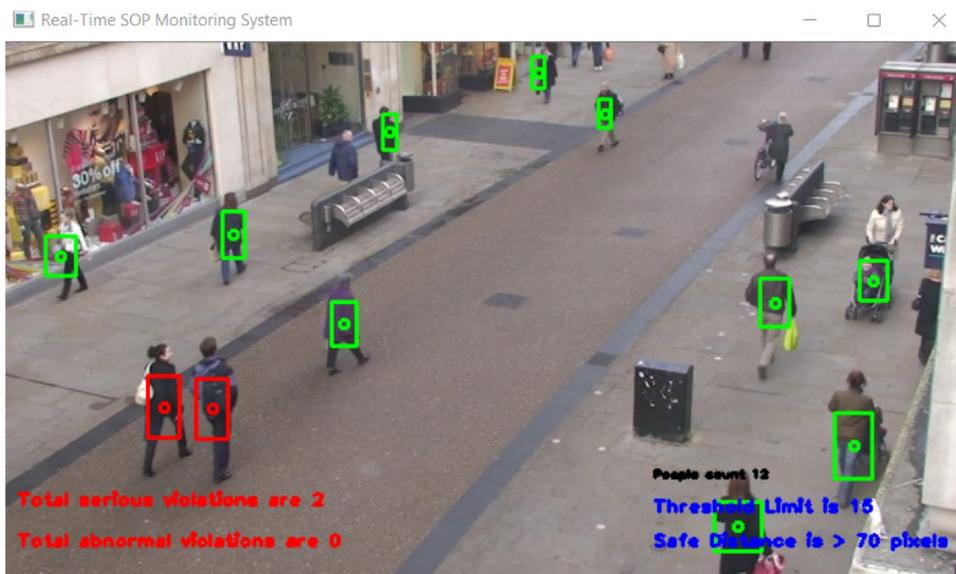 Real-Time SOP Monitoring System
GAP
30% off
People count 12
Total serious violations are 2
Threshold Limit is 15
Total abnormal violations are 0
Safe Distance is > 70 pixels